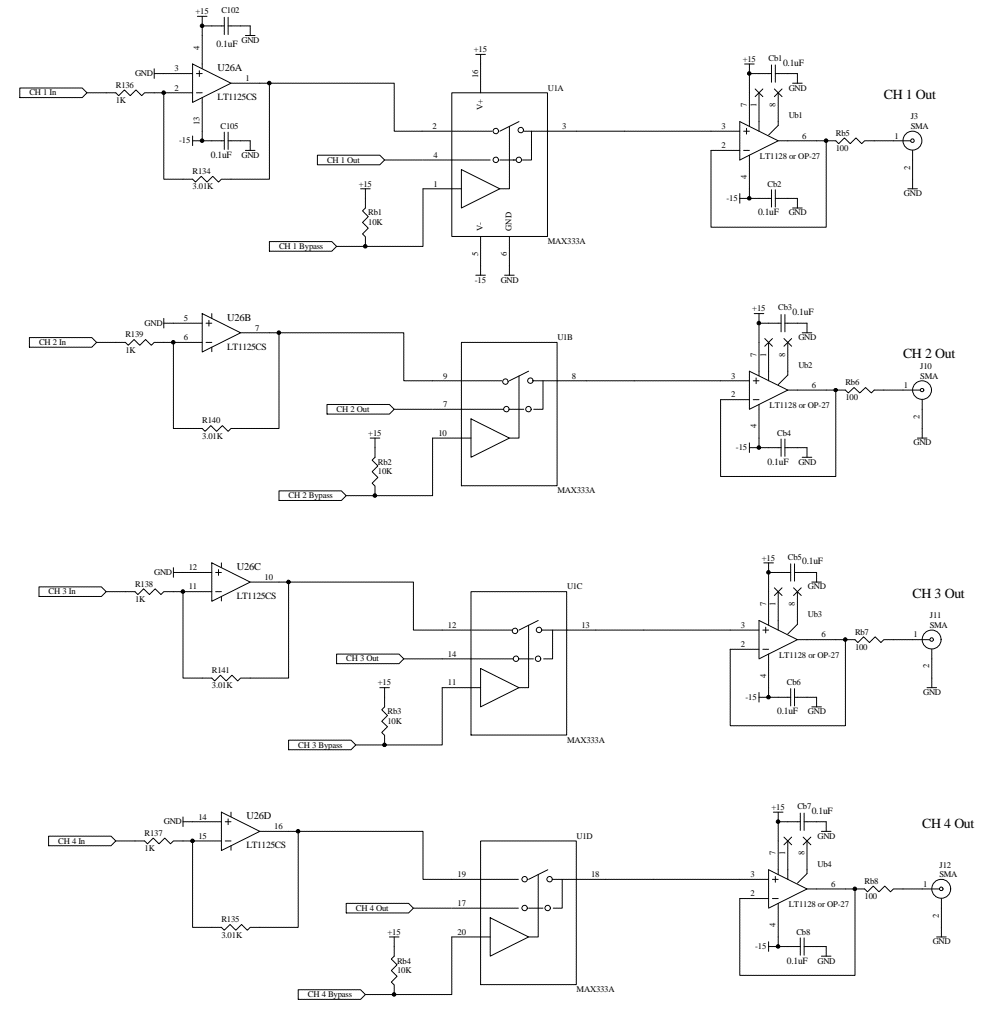 +15
C102
0.1uF
GND
4
GND
3
U26A
1
CH 1 In
R136
1K
2
LT1125CS
13
-15
C105
0.1uF
GND
R134
3.01K
+15
16
U1A
V+
2
3
CH 1 Out
4
+15
1
Rb1
10K
CH 1 Bypass
V-
GND
MAX333A
5
6
-15
GND
+15
Cb1
0.1uF
GND
7
1
8
Ub1
3
2
6
LT1128 or OP-27
4
-15
Cb2
0.1uF
GND
Rb5
100
CH 1 Out
J3
SMA
1
2
GND
GND
5
U26B
7
CH 2 In
R139
1K
6
LT1125CS
R140
3.01K
U1B
9
8
CH 2 Out
7
+15
10
Rb2
10K
CH 2 Bypass
MAX333A
+15
Cb3
0.1uF
GND
7
1
8
Ub2
3
2
6
LT1128 or OP-27
4
-15
Cb4
0.1uF
GND
Rb6
100
CH 2 Out
J10
SMA
1
2
GND
GND
12
U26C
10
CH 3 In
R138
1K
11
LT1125CS
R141
3.01K
U1C
12
13
CH 3 Out
14
+15
11
Rb3
10K
CH 3 Bypass
MAX333A
+15
Cb5
0.1uF
GND
7
1
8
Ub3
3
2
6
LT1128 or OP-27
4
-15
Cb6
0.1uF
GND
Rb7
100
CH 3 Out
J11
SMA
1
2
GND
GND
14
U26D
16
CH 4 In
R137
1K
15
LT1125CS
R135
3.01K
U1D
19
18
CH 4 Out
17
+15
20
Rb4
10K
CH 4 Bypass
MAX333A
+15
Cb7
0.1uF
GND
7
1
8
Ub4
3
2
6
LT1128 or OP-27
4
-15
Cb8
0.1uF
GND
Rb8
100
CH 4 Out
J12
SMA
1
2
GND